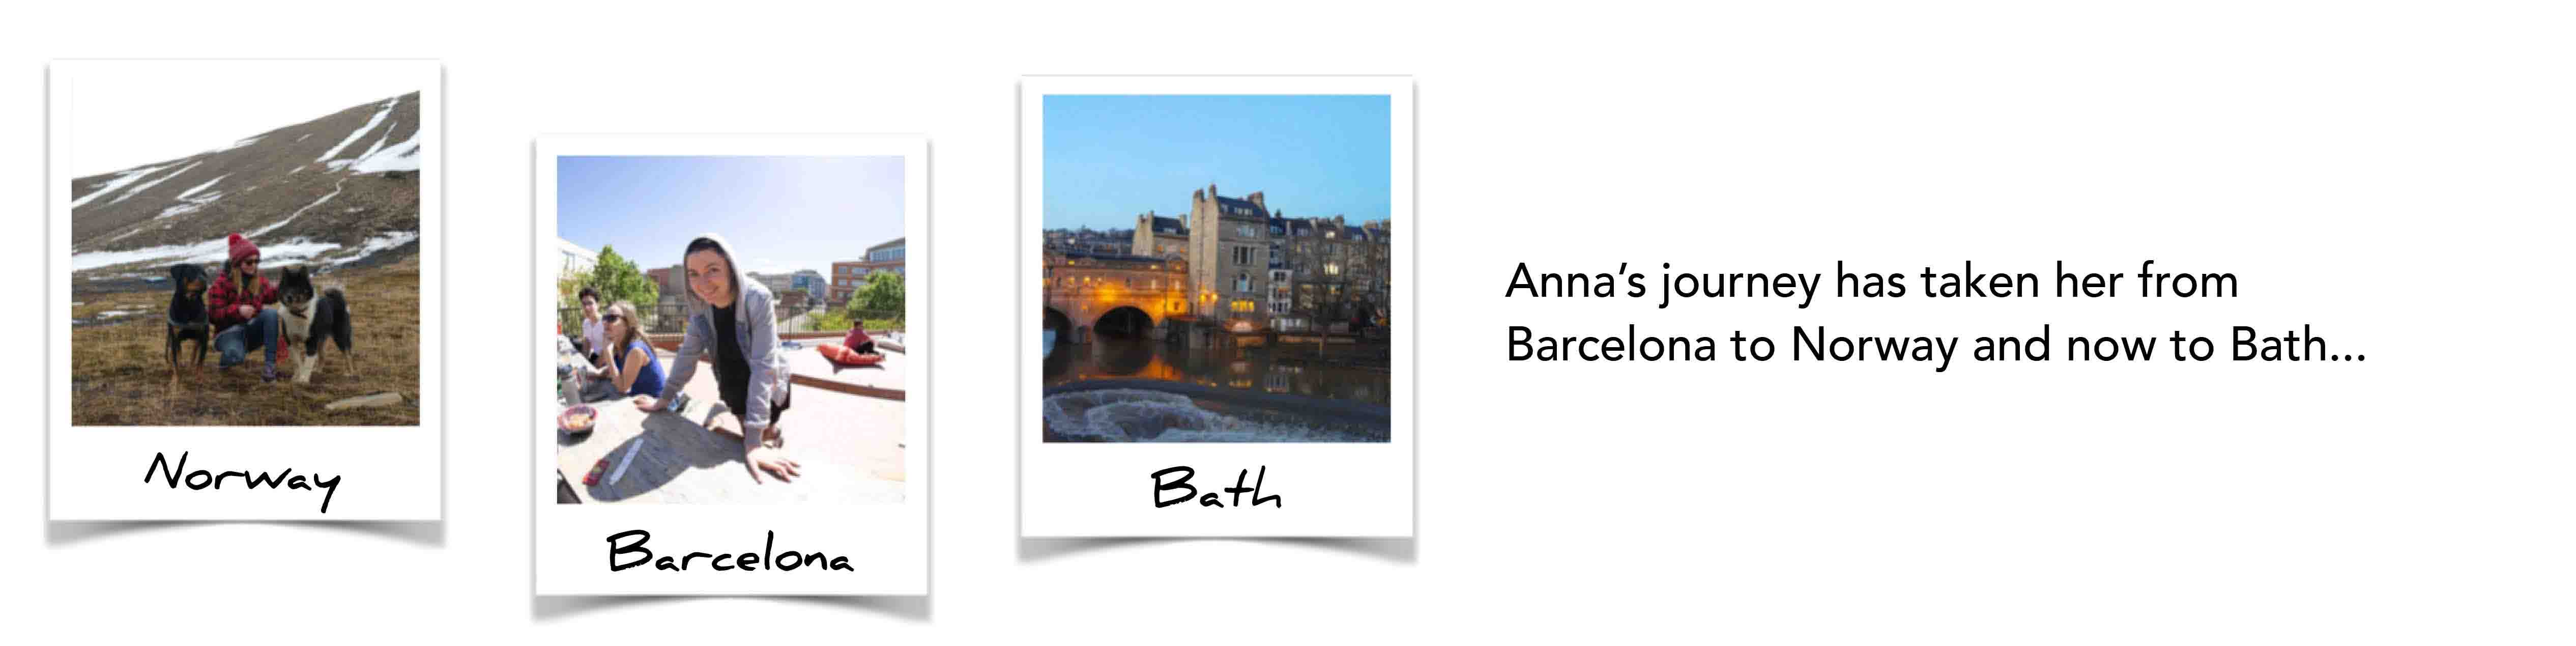 Norway
Barcelona
Bath
Anna’s journey has taken her from
Barcelona to Norway and now to Bath...